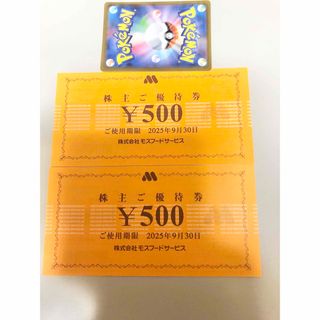 POKÉMON
POKÉMON
株主ご優待券
¥500
ご使用期限 2025年9月30日
株式会社 モスフードサービス
株主ご優待券
¥500
ご使用期限 2025年9月30日
株式会社 モスフードサービス